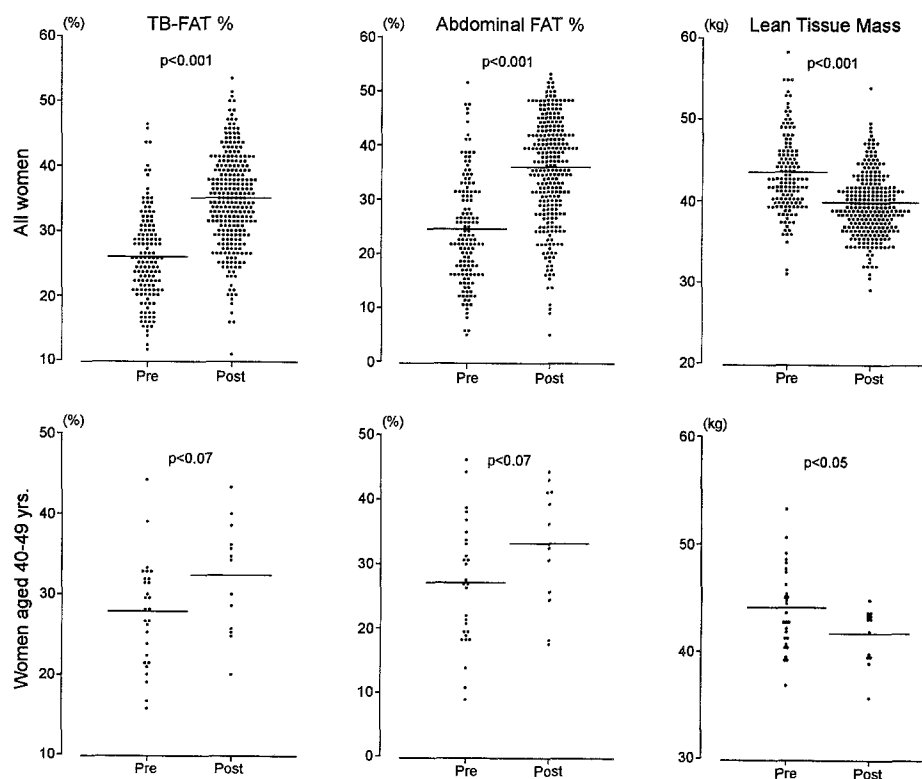 TB-FAT %
Abdominal FAT %
Lean Tissue Mass
(%)
(%)
(kg)
p<0.001
p<0.001
p<0.001
All women
60
50
40
30
20
10
Pre
Post
60
50
40
30
20
10
0
Pre
Post
60
50
40
30
20
Pre
Post
(%)
(%)
(kg)
p<0.07
p<0.07
p<0.05
Women aged 40-49 yrs.
50
40
30
20
10
Pre
Post
50
40
30
20
10
0
Pre
Post
60
50
40
30
Pre
Post